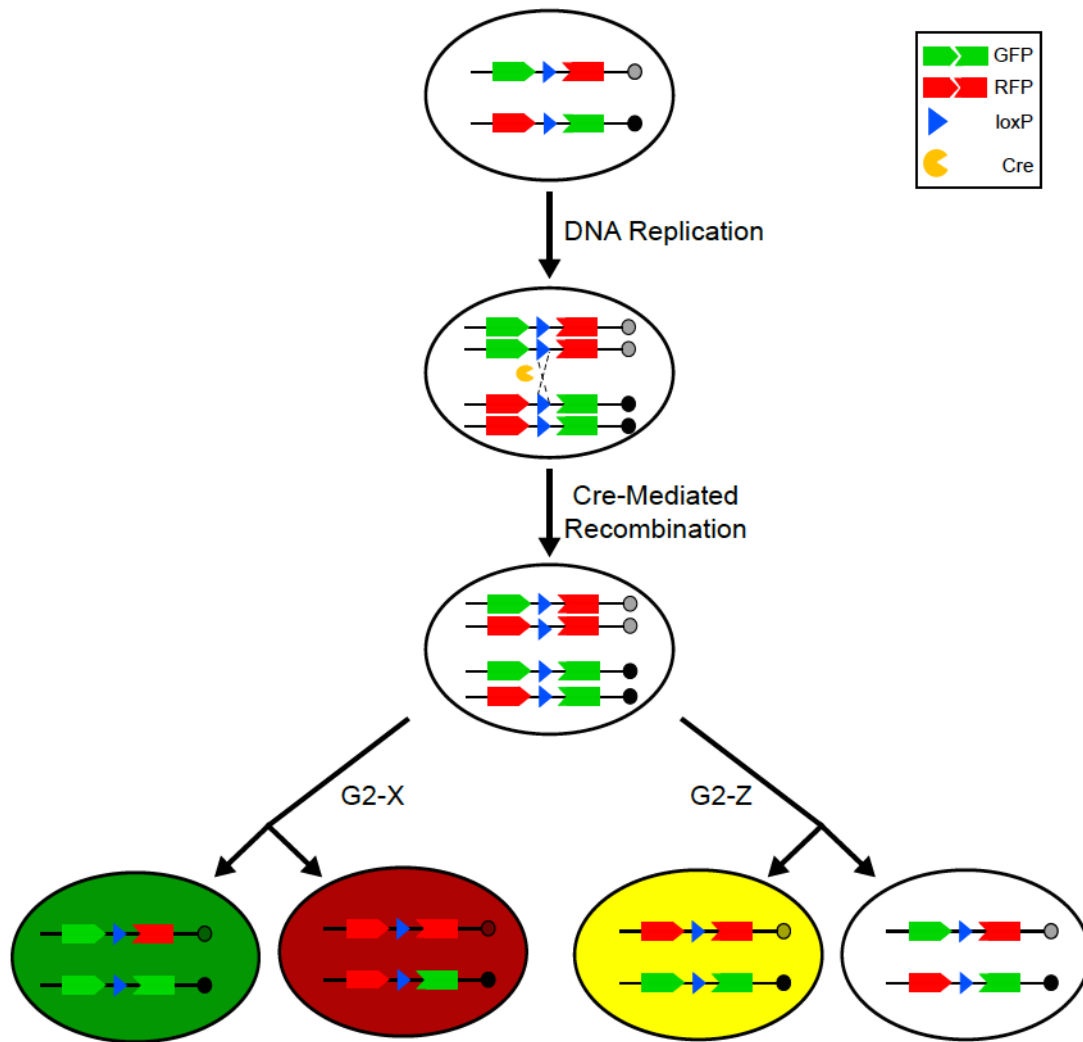 GFP
RFP
loxP
Cre
DNA Replication
Cre-Mediated
Recombination
G2-X
G2-Z